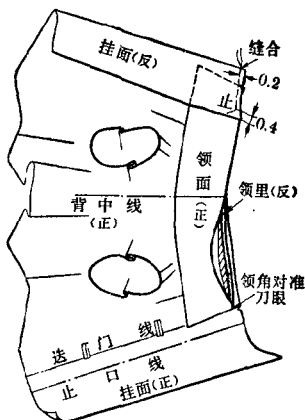 挂面(反)
缝合
0.2
止
0.4
领面(正)
领里(反)
背中线
(正)
领角对准
刀眼
迭门线
止口线
挂面(正)